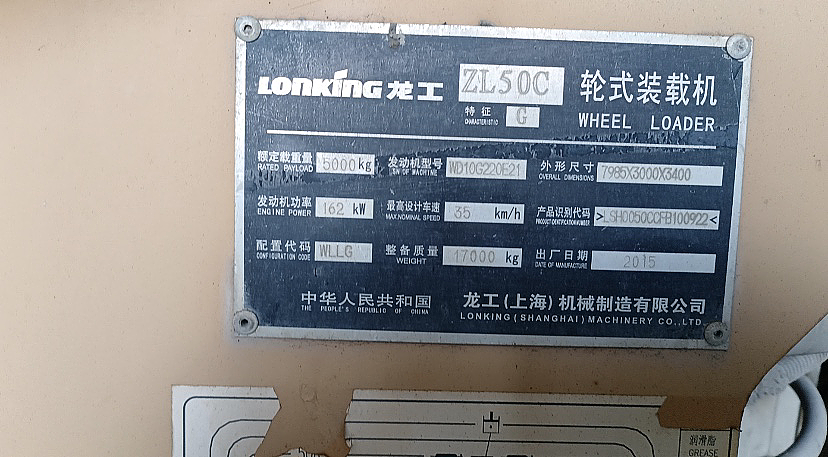 LONKING 龙工 ZL50C 轮式装载机
特征 G WHEEL LOADER
CHARACTERISTIC
额定载重量 5000kg 发动机型号 WD10G220E21 外形尺寸 7985X3000X3400
RATED PAYLOAD SN OF MACHINE OVERALL DIMENSIONS
发动机功率 162 kW 最高设计车速 35 km/h 产品识别代码 >LSH0050CCFB100922<
ENGINE POWER MAX NOMINAL SPEED PRODUCT IDENTIFICATION NUMBER
配置代码 WLLG 整备质量 17000 kg 出厂日期 2015
CONFIGURATION CODE WEIGHT DATE OF MANUFACTURE
中华人民共和国 龙工(上海)机械制造有限公司
THE PEOPLE'S REPUBLIC OF CHINA LONKING (SHANGHAI) MACHINERY CO.,LTD.
润滑脂
GREASE